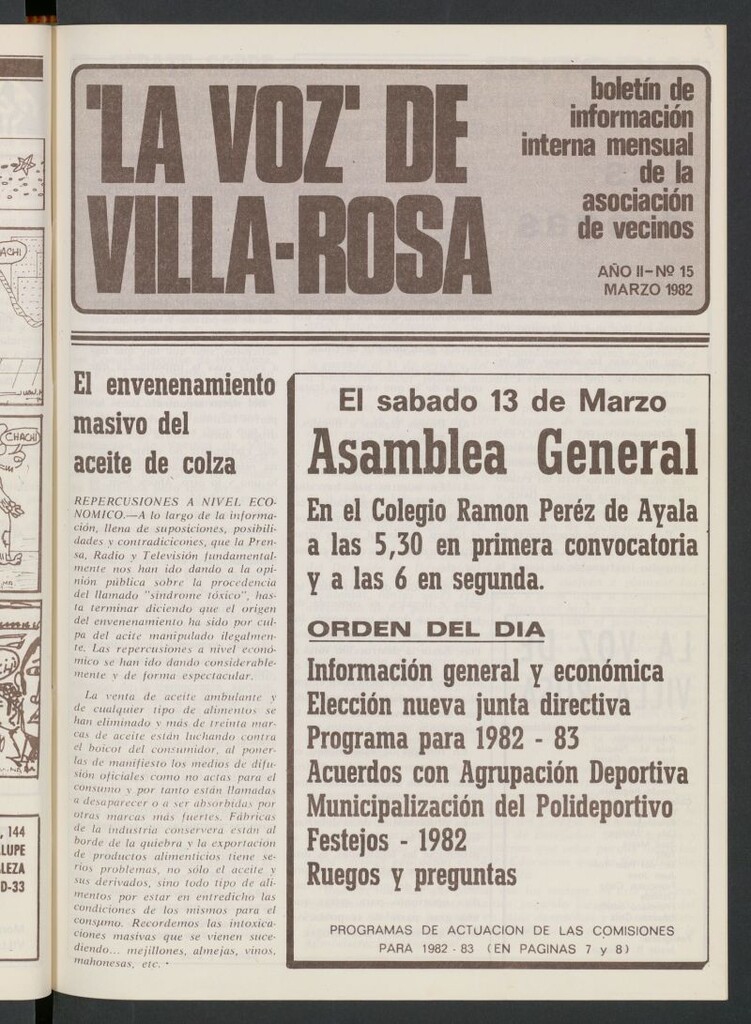 'LA VOZ' DE
VILLA-ROSA
boletín de
información
interna mensual
de la
asociación
de vecinos
AÑO II-Nº 15
MARZO 1982
El envenenamiento
masivo del
aceite de colza
REPERCUSIONES A NIVEL ECO-
NOMICO.—A lo largo de la informa-
ción, llena de suposiciones, posibili-
dades y contradicicones, que la Pren-
sa, Radio y Televisión fundamental-
mente nos han ido dando a la opi-
nión pública sobre la procedencia
del llamado "síndrome tóxico", has-
ta terminar diciendo que el origen
del envenenamiento ha sido por cul-
pa del aceite manipulado ilegalmen-
te. Las repercusiones a nivel econó-
mico se han ido dando considerable-
mente y de forma espectacular.
La venta de aceite ambulante y
de cualquier tipo de alimentos se
han eliminado y más de treinta mar-
cas de aceite están luchando contra
el boicot del consumidor, al poner-
las de manifiesto los medios de difu-
sión oficiales como no actas para el
consumo y por tanto están llamadas
a desaparecer o a ser absorbidas por
otras marcas más fuertes. Fábricas
de la industria conservera están al
borde de la quiebra y la exportación
de productos alimenticios tiene se-
rios problemas, no sólo el aceite y
sus derivados, sino todo tipo de ali-
mentos por estar en entredicho las
condiciones de los mismos para el
consumo. Recordemos las intoxica-
ciones masivas que se vienen suce-
diendo... mejillones, almejas, vinos,
mahonesas, etc. •
El sabado 13 de Marzo
Asamblea General
En el Colegio Ramon Peréz de Ayala
a las 5,30 en primera convocatoria
y a las 6 en segunda.
ORDEN DEL DIA
Información general y económica
Elección nueva junta directiva
Programa para 1982 - 83
Acuerdos con Agrupación Deportiva
Municipalización del Polideportivo
Festejos - 1982
Ruegos y preguntas
PROGRAMAS DE ACTUACION DE LAS COMISIONES
PARA 1982 - 83 (EN PAGINAS 7 y 8)
CHACHI
, 144
LUPE
LEZA
D-33